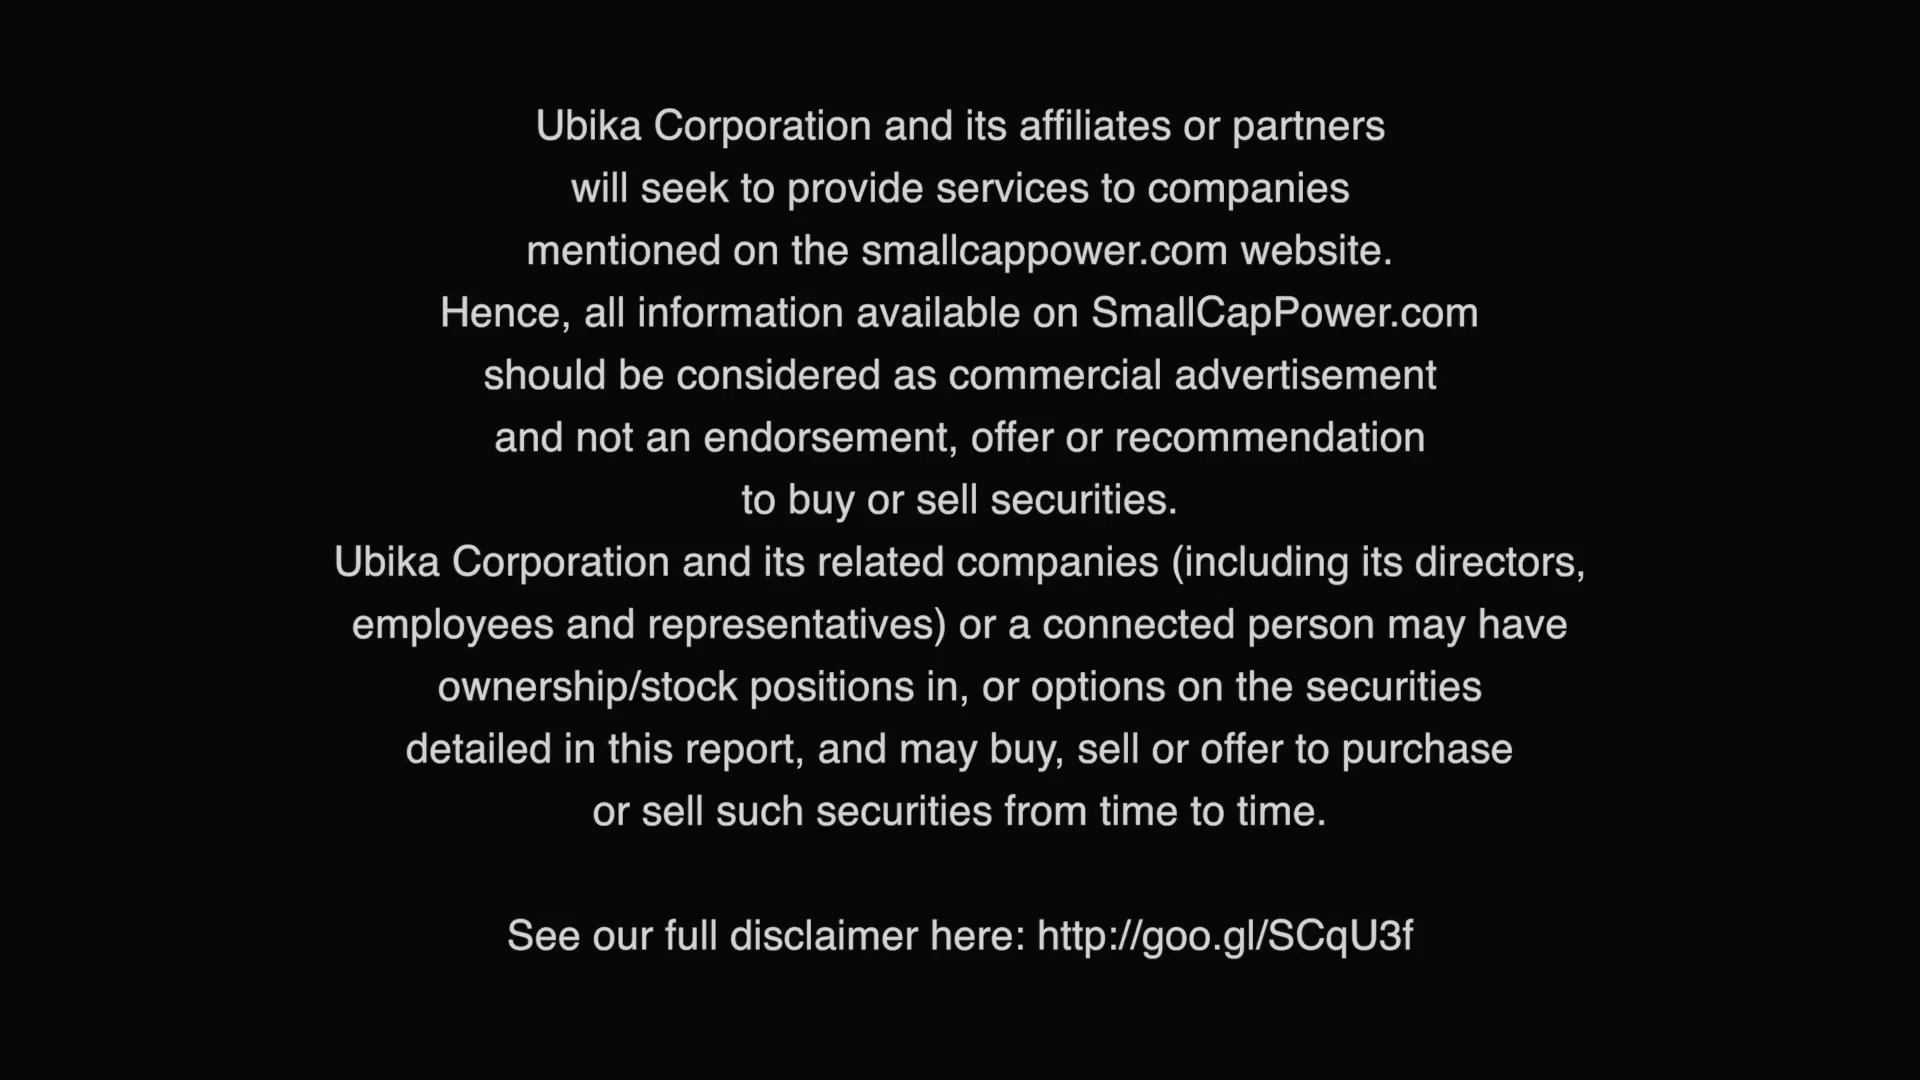 Ubika Corporation and its affiliates or partners
will seek to provide services to companies
mentioned on the smallcappower.com website.
Hence, all information available on SmallCapPower.com
should be considered as commercial advertisement
and not an endorsement, offer or recommendation
to buy or sell securities.
Ubika Corporation and its related companies (including its directors,
employees and representatives) or a connected person may have
ownership/stock positions in, or options on the securities
detailed in this report, and may buy, sell or offer to purchase
or sell such securities from time to time.
See our full disclaimer here: http://goo.gl/SCqU3f